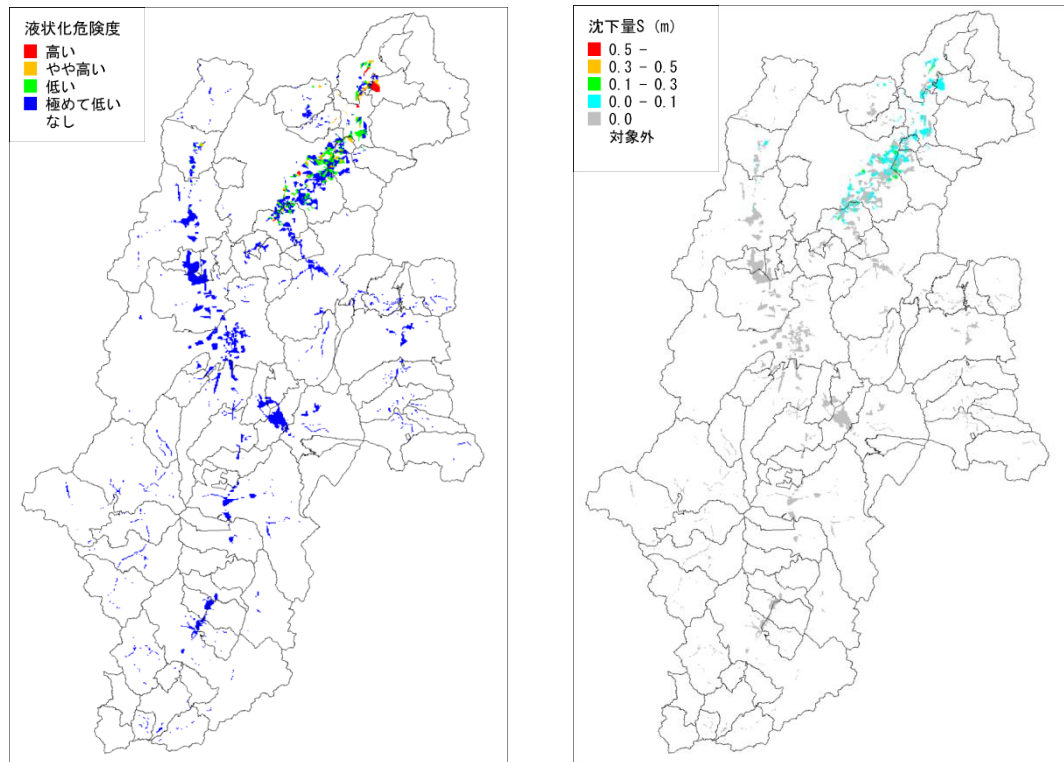 液状化危険度
高い
やや高い
低い
極めて低い
なし
沈下量S (m)
0.5 -
0.3 - 0.5
0.1 - 0.3
0.0 - 0.1
0.0
対象外